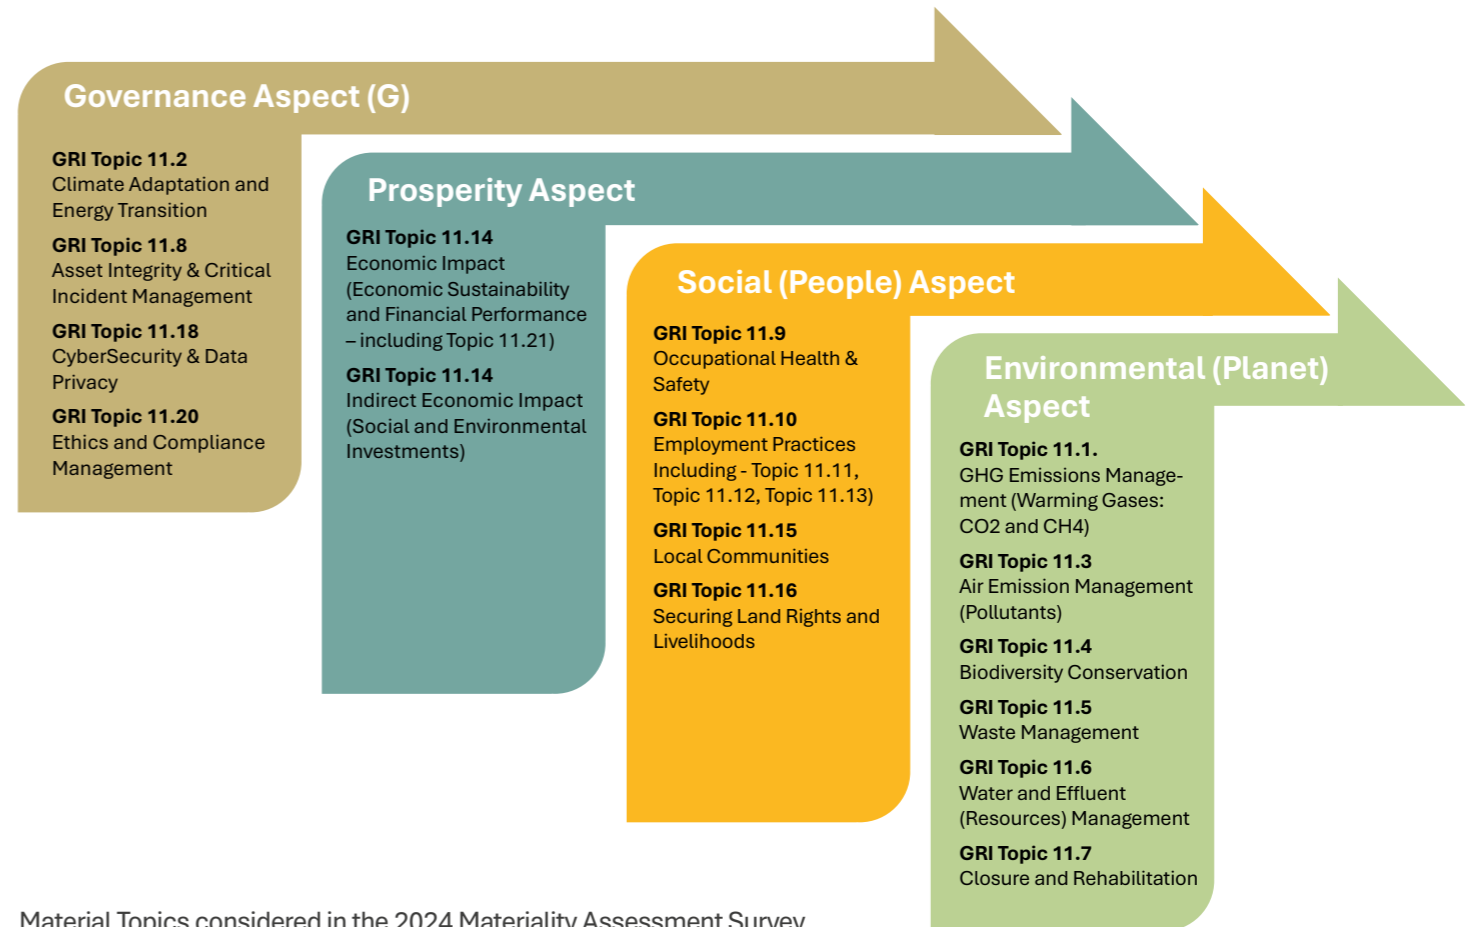 Governance Aspect (G)
GRI Topic 11.2
Climate Adaptation and
Energy Transition
GRI Topic 11.8
Asset Integrity & Critical
Incident Management
GRI Topic 11.18
CyberSecurity & Data
Privacy
GRI Topic 11.20
Ethics and Compliance
Management
Prosperity Aspect
GRI Topic 11.14
Economic Impact
(Economic Sustainability
and Financial Performance
– including Topic 11.21)
GRI Topic 11.14
Indirect Economic Impact
(Social and Environmental
Investments)
Social (People) Aspect
GRI Topic 11.9
Occupational Health &
Safety
GRI Topic 11.10
Employment Practices
Including - Topic 11.11,
Topic 11.12, Topic 11.13)
GRI Topic 11.15
Local Communities
GRI Topic 11.16
Securing Land Rights and
Livelihoods
Environmental (Planet)
Aspect
GRI Topic 11.1.
GHG Emissions Manage-
ment (Warming Gases:
CO2 and CH4)
GRI Topic 11.3
Air Emission Management
(Pollutants)
GRI Topic 11.4
Biodiversity Conservation
GRI Topic 11.5
Waste Management
GRI Topic 11.6
Water and Effluent
(Resources) Management
GRI Topic 11.7
Closure and Rehabilitation
Material Topics considered in the 2024 Materiality Assessment Survey